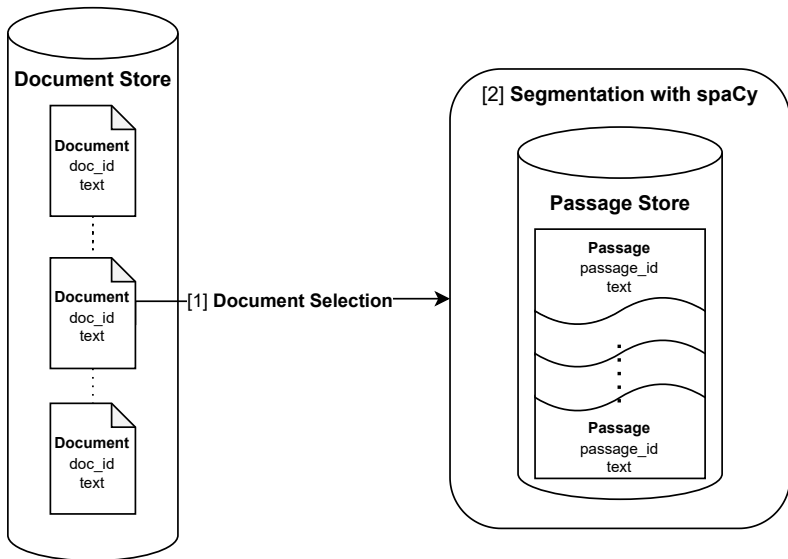 Document Store
Document
doc_id
text
Document
doc_id
text
Document
doc_id
text
[1] Document Selection
[2] Segmentation with spaCy
Passage Store
Passage
passage_id
text
Passage
passage_id
text